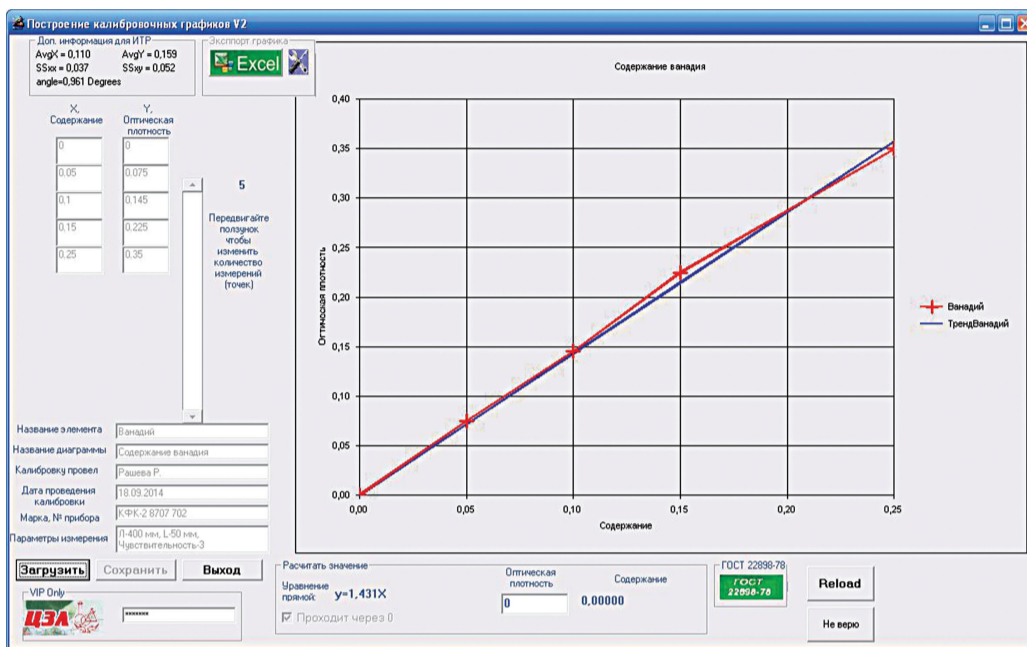 Построение калибровочных графиков V2
Доп. информация для ИТР
AvgX = 0,110 AvgY = 0,159
SSxx = 0,037 SSxy = 0,052
angle=0,961 Degrees
Экспорт графика
Excel
X, Содержание
Y, Оптическая плотность
0 0
0.05 0.075
0.1 0,145
0.15 0,225
0.25 0.35
5
Передвигайте
ползунок
чтобы
изменить
количество
измерений
(точек)
Содержание ванадия
Оптическая плотность
0,40
0,35
0,30
0,25
0,20
0,15
0,10
0,05
0,00
0,00 0,05 0,10 0,15 0,20 0,25
Содержание
Ванадий
ТрендВанадий
Название элемента Ванадий
Название диаграммы Содержание ванадия
Калибровку провел Рашева Р.
Дата проведения
калибровки
18.09.2014
Марка, № прибора КФК-2 8707 702
Параметры измерения Л-400 мм, L-50 мм,
Чувствительность-3
Загрузить Сохранить Выход
VIP Only
ЦЗЛ
*******
Расчитать значение
Уравнение
прямой: y=1,431X
Проходит через 0
Оптическая
плотность
0
Содержание
0,00000
ГОСТ 22898-78
ГОСТ
22898-78
Reload
Не верю